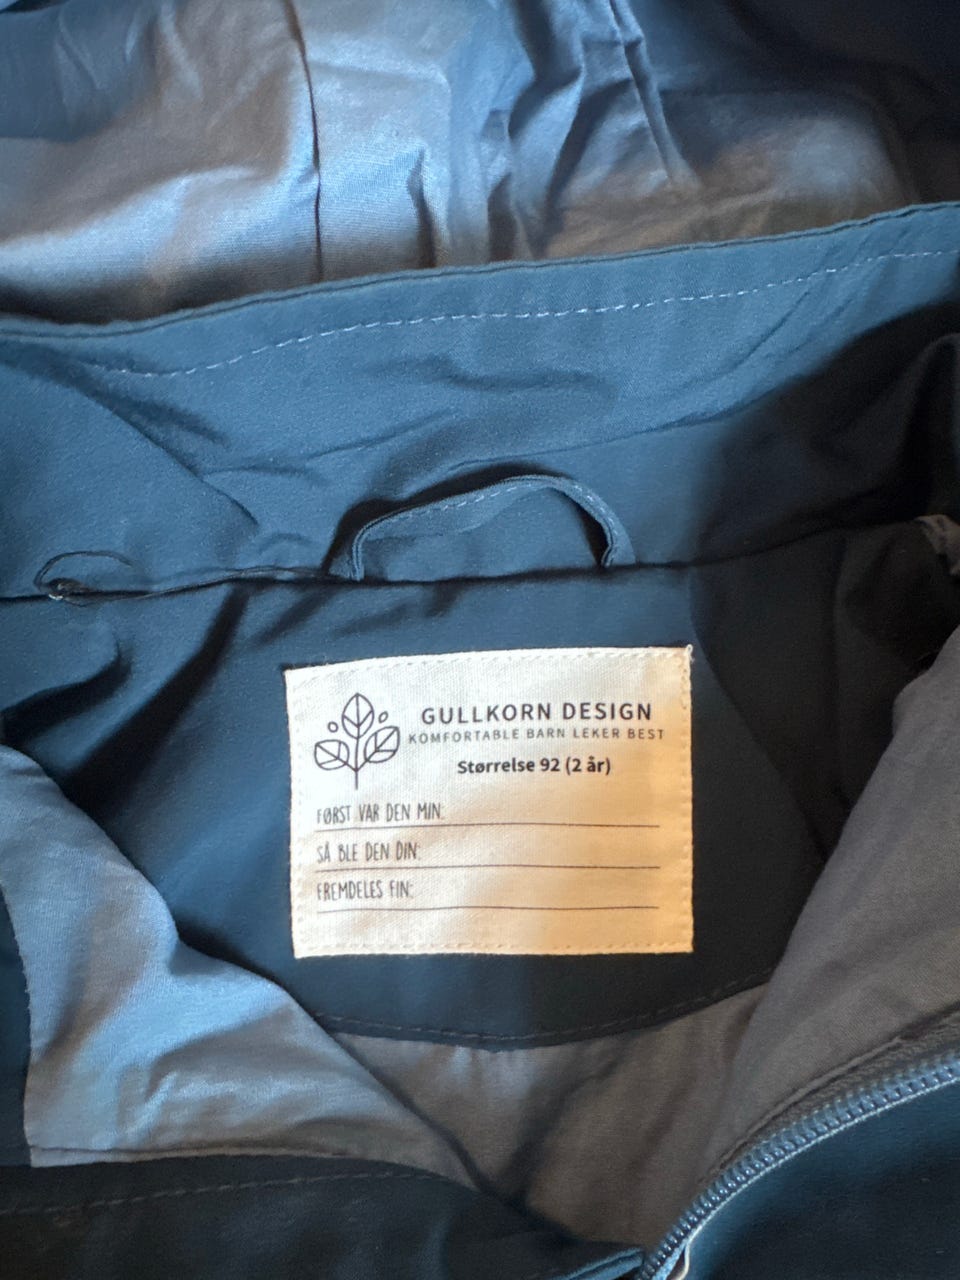 GULLKORN DESIGN
KOMFORTABLE BARN LEKER BEST
Størrelse 92 (2 år)
FØRST VAR DEN MIN:
SÅ BLE DEN DIN:
FREMDELES FIN: